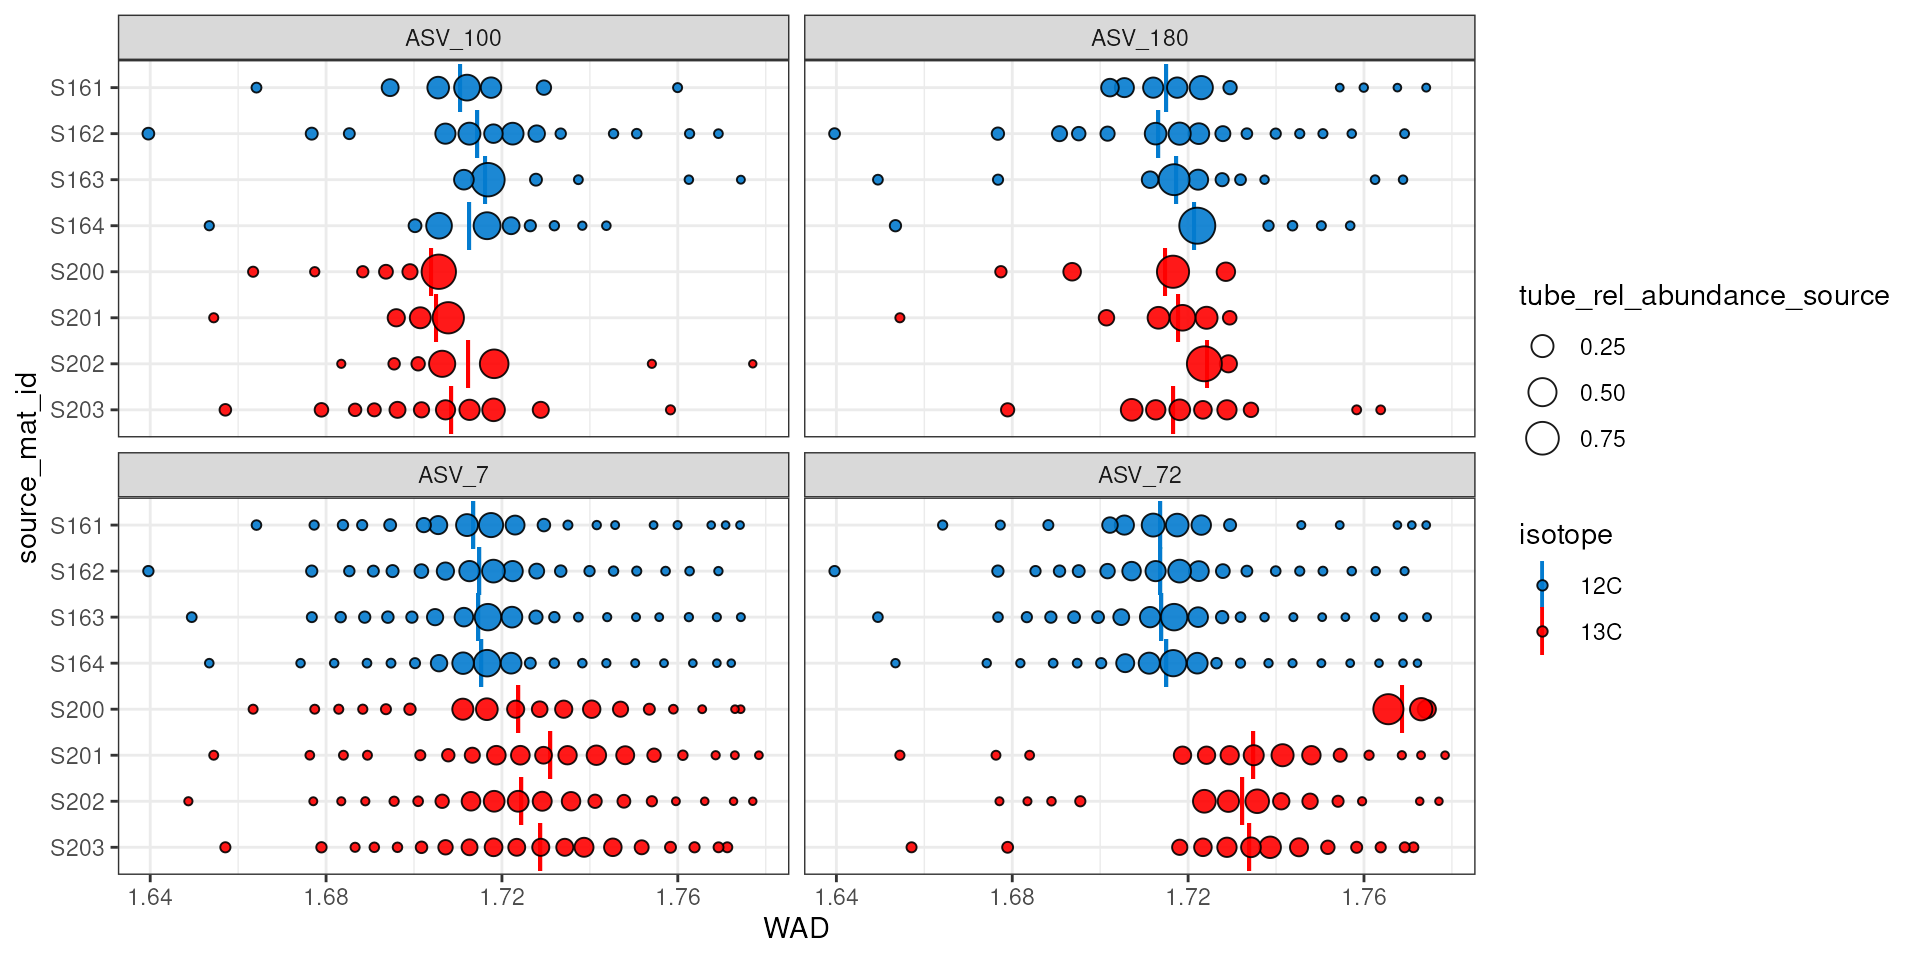 ASV_100
ASV_180
S161
S162
S163
S164
S200
S201
S202
S203
ASV_7
ASV_72
S161
S162
S163
S164
S200
S201
S202
S203
1.64 1.68 1.72 1.76
1.64 1.68 1.72 1.76
WAD
source_mat_id
tube_rel_abundance_source
0.25
0.50
0.75
isotope
12C
13C